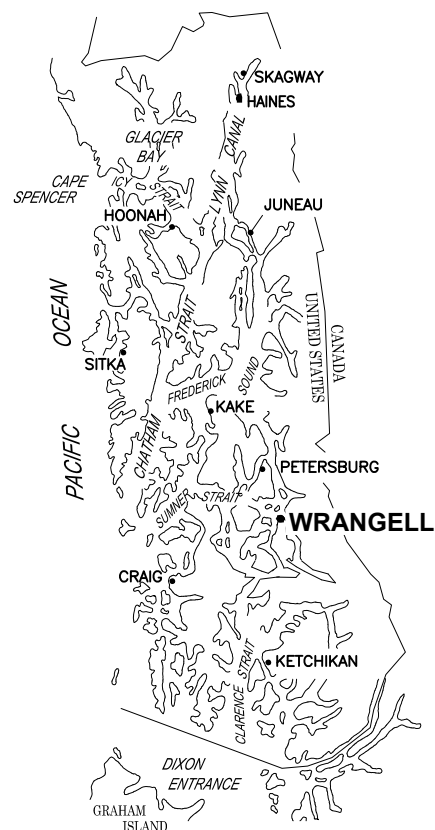 SKAGWAY
HAINES
GLACIER
BAY
LYNN CANAL
CAPE
SPENCER
ICY STRAIT
HOONAH
JUNEAU
PACIFIC OCEAN
CHATHAM STRAIT
CANADA
UNITED STATES
SITKA
FREDERICK SOUND
KAKE
PETERSBURG
SUMNER STRAIT
WRANGELL
CRAIG
CLARENCE STRAIT
KETCHIKAN
DIXON
ENTRANCE
GRAHAM
ISLAND